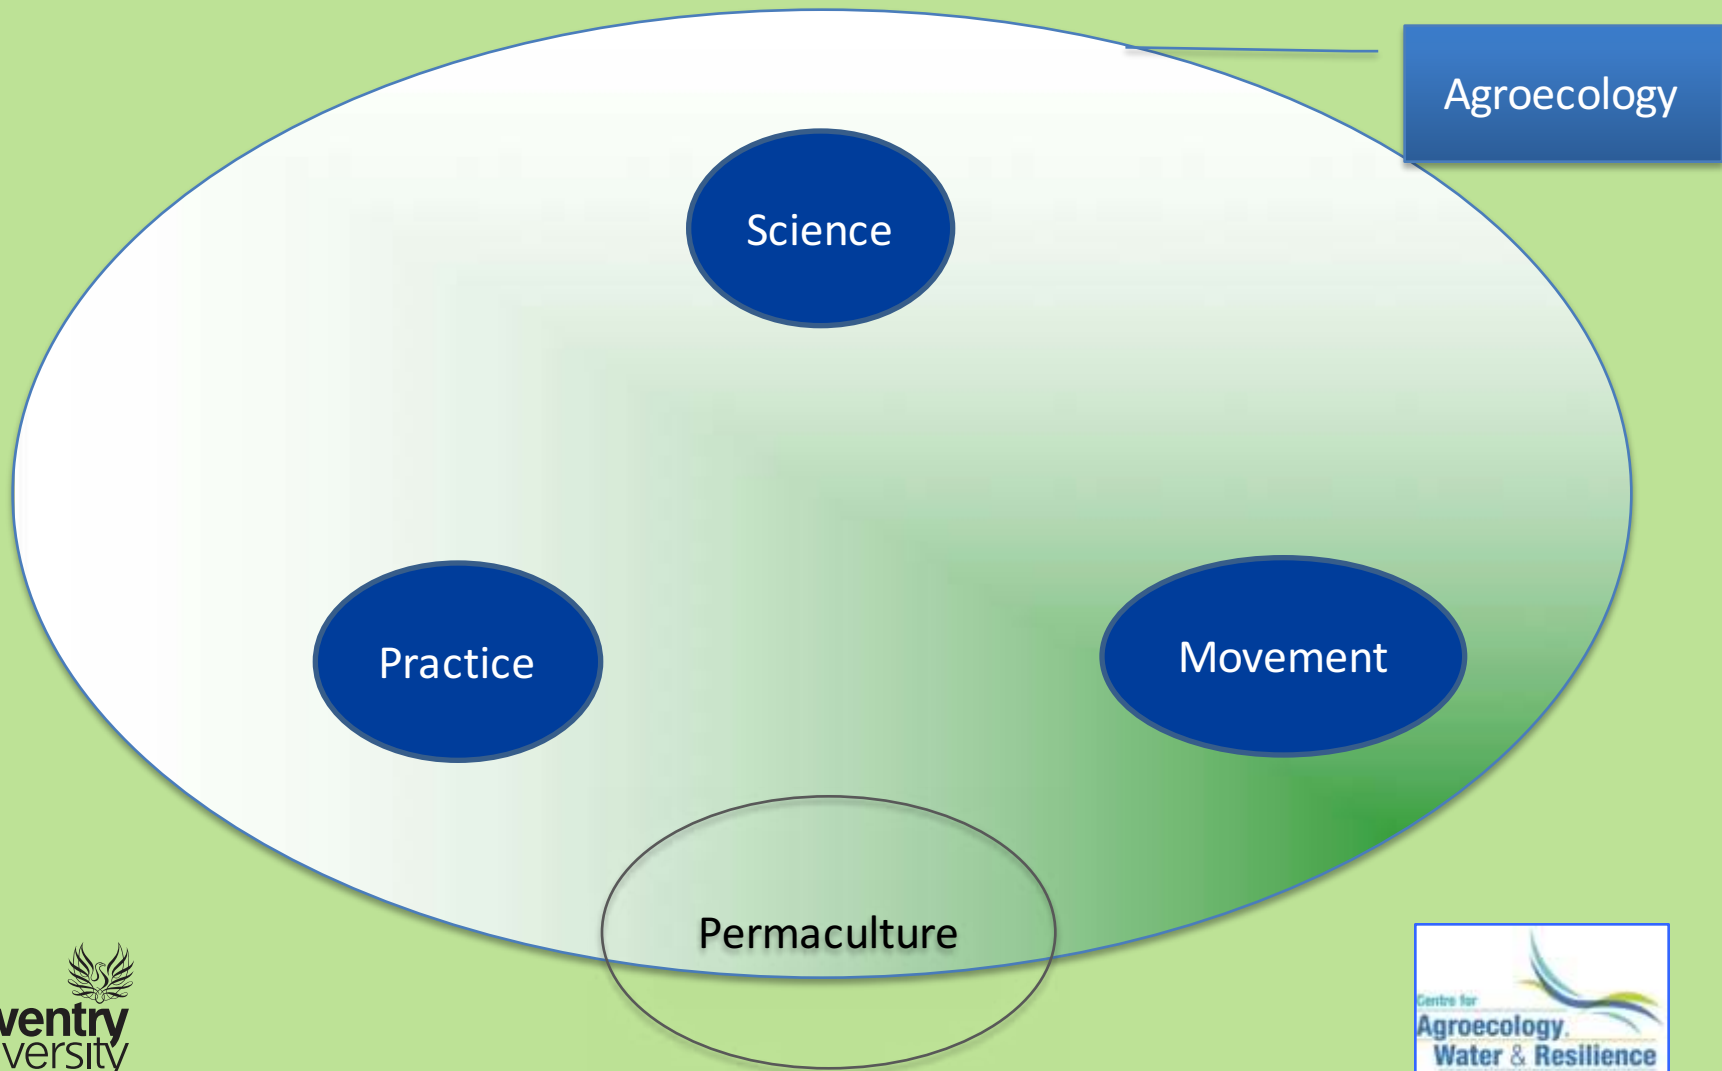 Agroecology
Science
Practice
Movement
Permaculture
ventry
versity
Centre for
Agroecology,
Water & Resilience